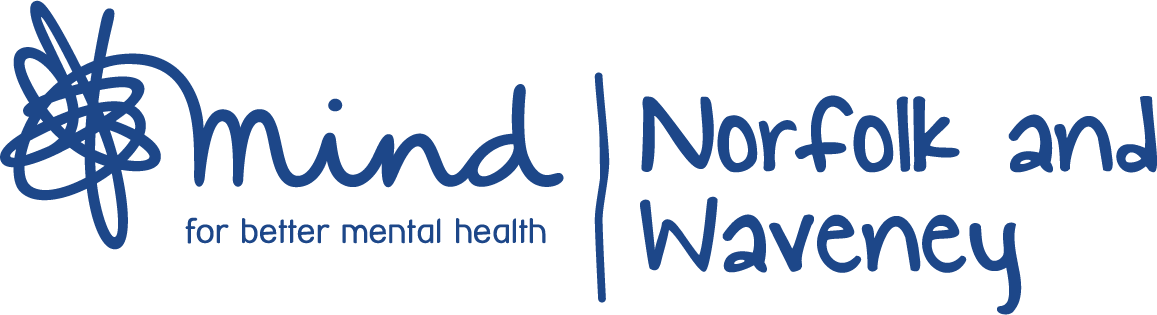 mind
for better mental health
Norfolk and
Waveney